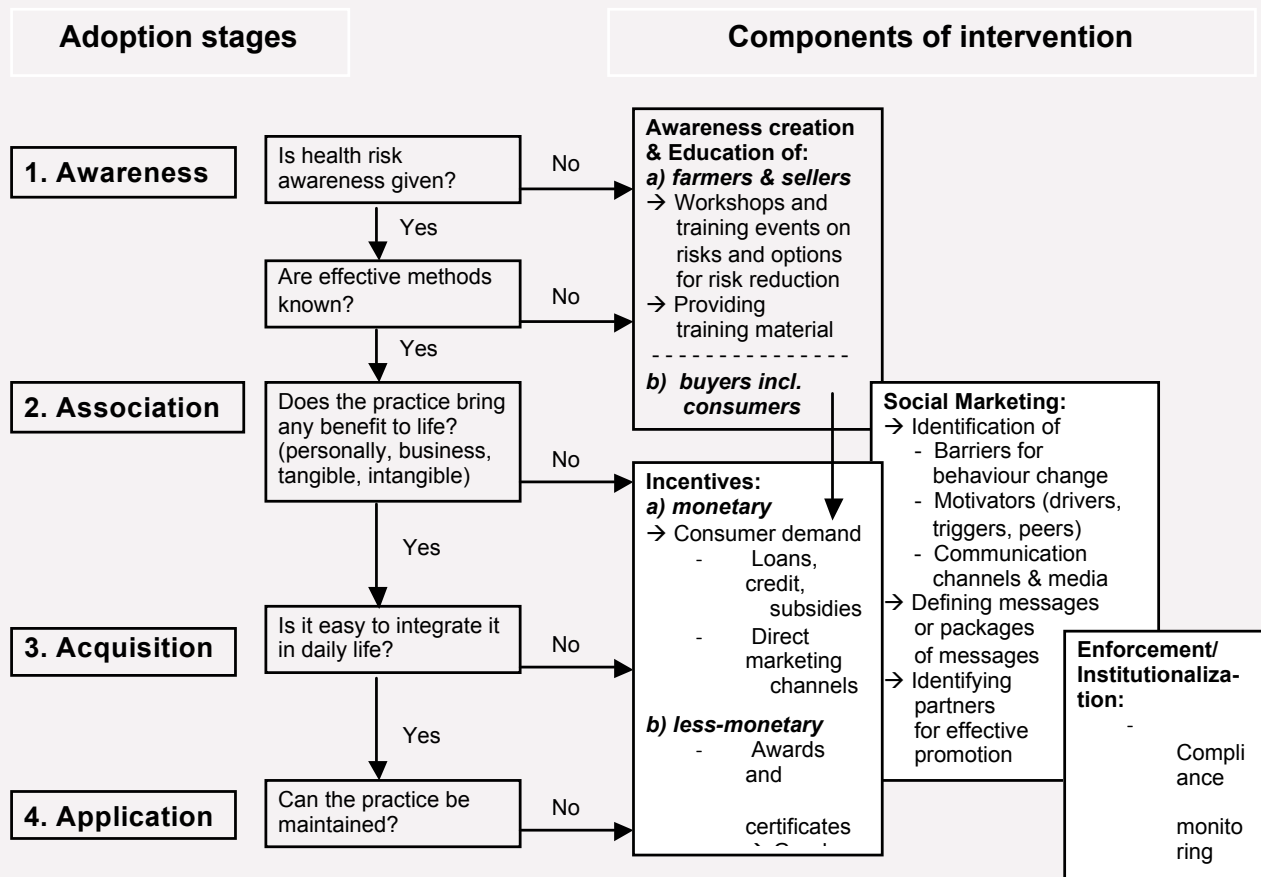 Adoption stages
Components of intervention
1. Awareness
Is health risk
awareness given?
No
Yes
Are effective methods
known?
No
Yes
2. Association
Does the practice bring
any benefit to life?
(personally, business,
tangible, intangible)
No
Yes
3. Acquisition
Is it easy to integrate it
in daily life?
No
Yes
4. Application
Can the practice be
maintained?
No
Awareness creation
& Education of:
a) farmers & sellers
→ Workshops and
training events on
risks and options
for risk reduction
→ Providing
training material
- - - - - - - - - - - - - - -
b) buyers incl.
consumers
Incentives:
a) monetary
→ Consumer demand
- Loans,
credit,
subsidies
- Direct
marketing
channels
b) less-monetary
- Awards
and
certificates
Social Marketing:
→ Identification of
- Barriers for
behaviour change
- Motivators (drivers,
triggers, peers)
- Communication
channels & media
→ Defining messages
or packages
of messages
→ Identifying
partners
for effective
promotion
Enforcement/
Institutionaliza-
tion:
-
Compli
ance
monito
ring